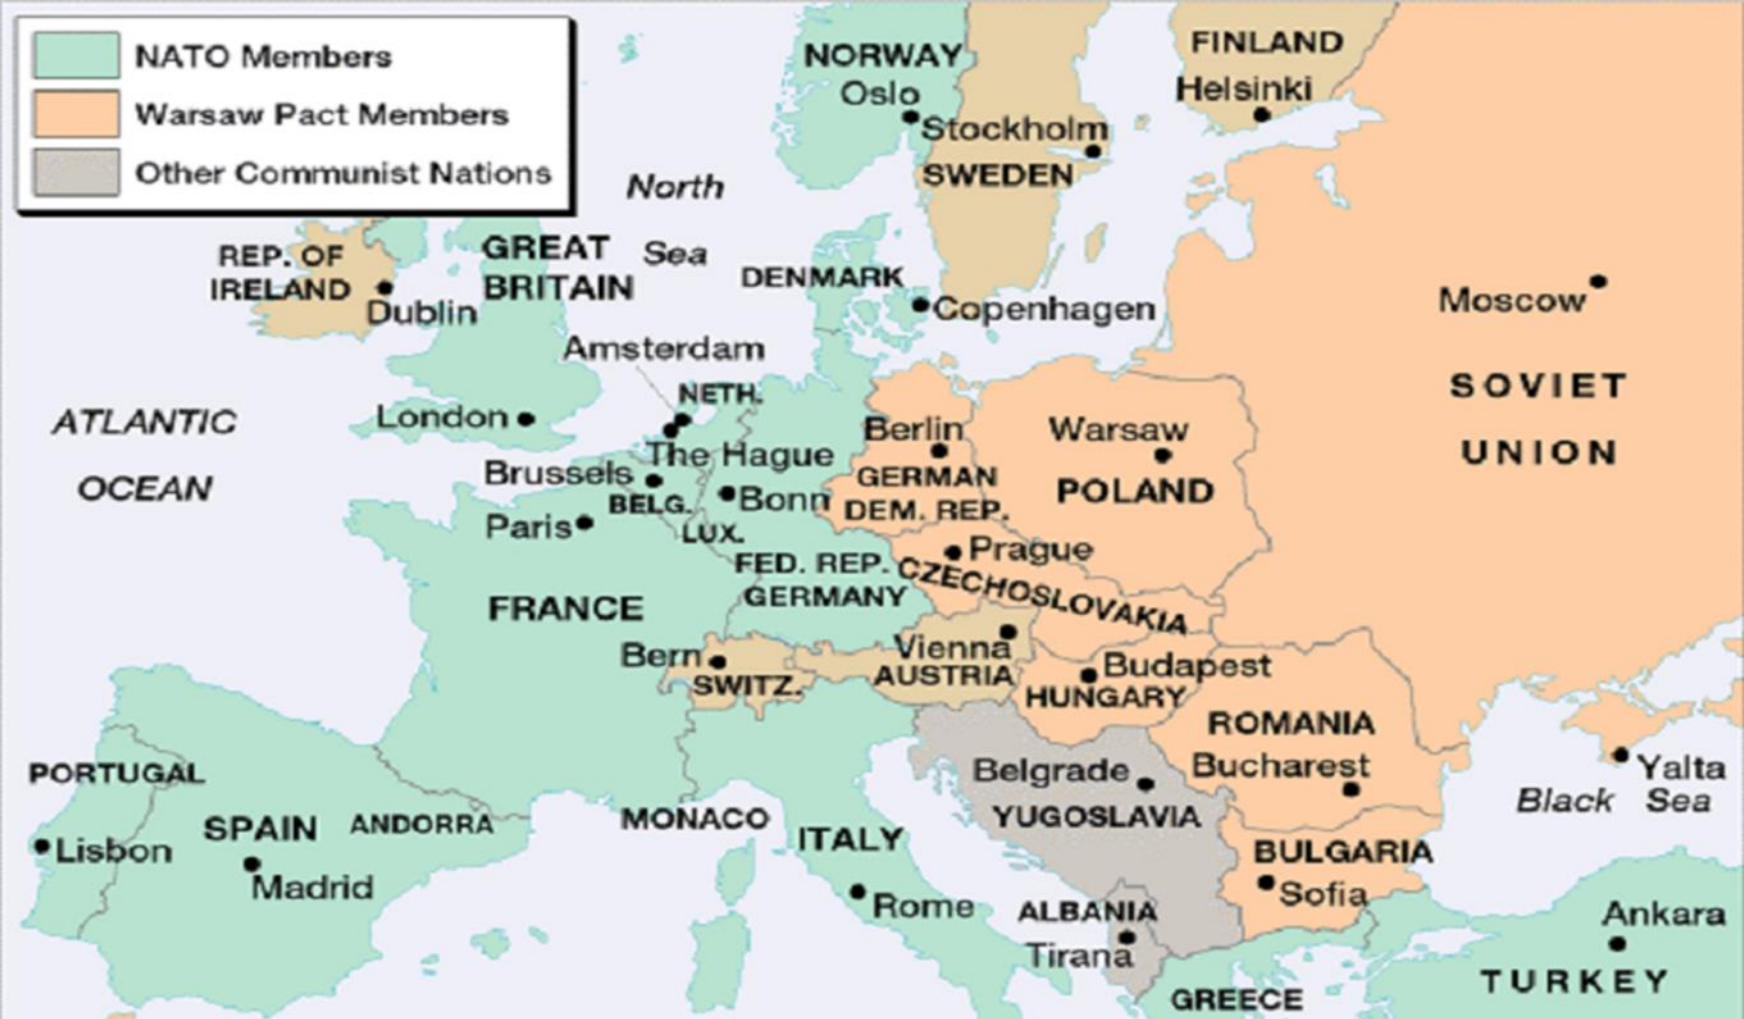 NATO Members
Warsaw Pact Members
Other Communist Nations
NORWAY
Oslo
FINLAND
Helsinki
Stockholm
SWEDEN
North
Sea
REP. OF
IRELAND
Dublin
GREAT
BRITAIN
DENMARK
Copenhagen
Moscow
SOVIET
UNION
Amsterdam
NETH.
ATLANTIC
OCEAN
London
The Hague
Brussels
BELG.
Bonn
Paris
LUX.
Berlin
GERMAN
DEM. REP.
Warsaw
POLAND
Prague
CZECHOSLOVAKIA
FED. REP.
GERMANY
FRANCE
Bern
SWITZ.
Vienna
AUSTRIA
Budapest
HUNGARY
ROMANIA
Bucharest
Belgrade
YUGOSLAVIA
Yalta
Black Sea
PORTUGAL
Lisbon
SPAIN
Madrid
ANDORRA
MONACO
ITALY
Rome
BULGARIA
Sofia
ALBANIA
Tirana
Ankara
TURKEY
GREECE